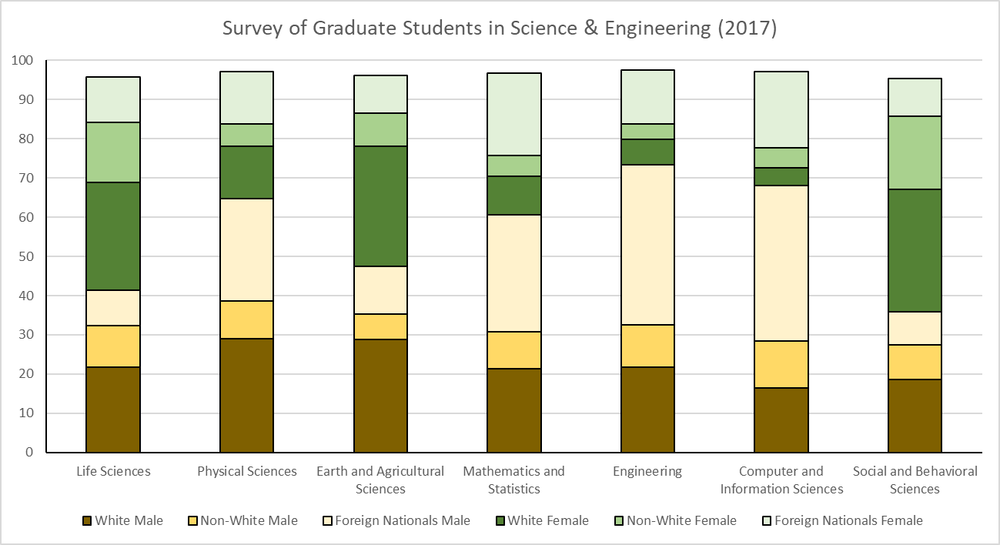 Survey of Graduate Students in Science & Engineering (2017)
100
90
80
70
60
50
40
30
20
10
0
Life Sciences
Physical Sciences
Earth and Agricultural
Sciences
Mathematics and
Statistics
Engineering
Computer and
Information Sciences
Social and Behavioral
Sciences
White Male
Non-White Male
Foreign Nationals Male
White Female
Non-White Female
Foreign Nationals Female